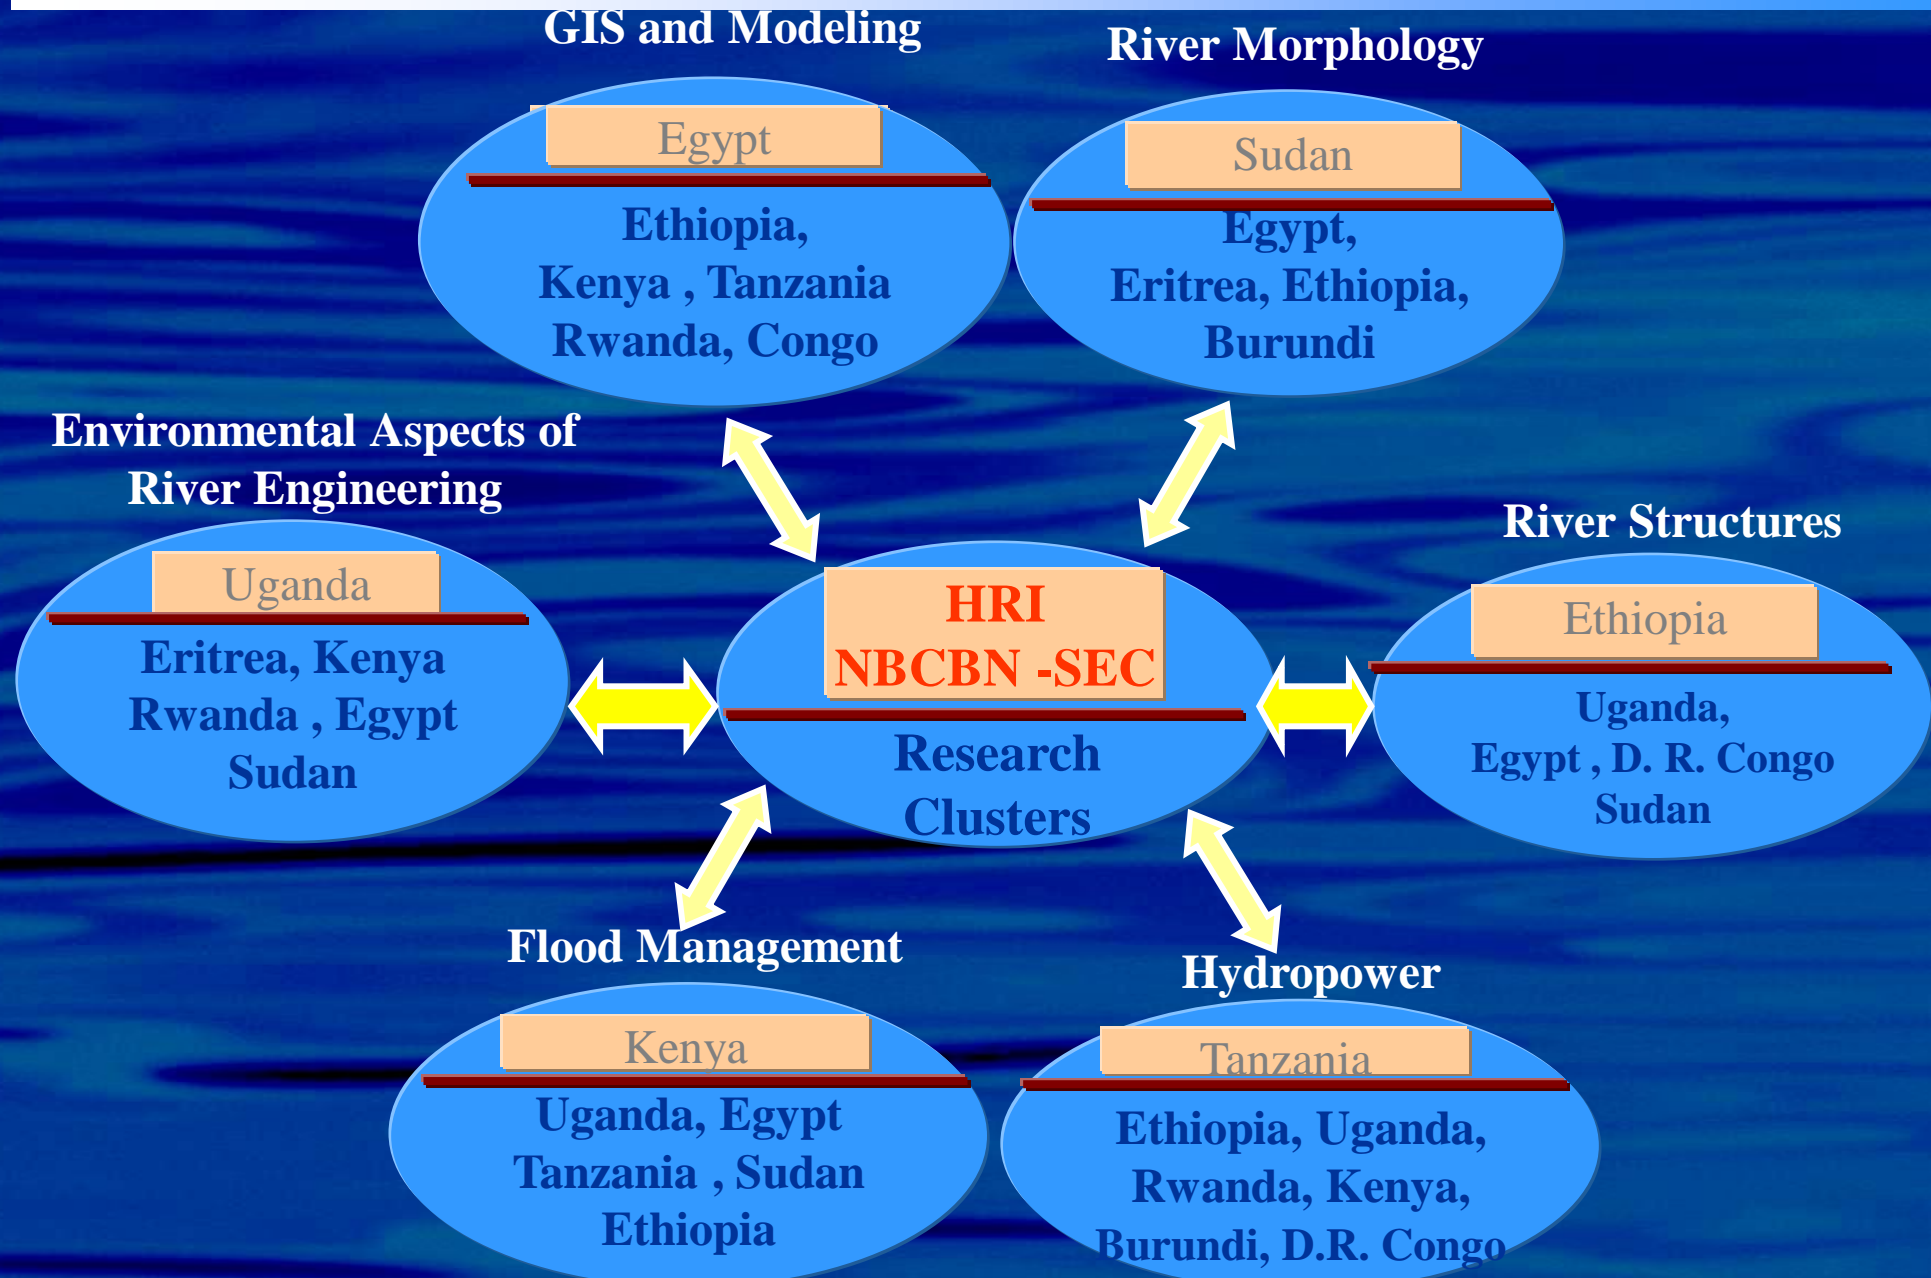 GIS and Modeling
Egypt
Ethiopia,
Kenya , Tanzania
Rwanda, Congo
River Morphology
Sudan
Egypt,
Eritrea, Ethiopia,
Burundi
Environmental Aspects of
River Engineering
Uganda
Eritrea, Kenya
Rwanda , Egypt
Sudan
HRI
NBCBN -SEC
Research
Clusters
River Structures
Ethiopia
Uganda,
Egypt , D. R. Congo
Sudan
Flood Management
Kenya
Uganda, Egypt
Tanzania , Sudan
Ethiopia
Hydropower
Tanzania
Ethiopia, Uganda,
Rwanda, Kenya,
Burundi, D.R. Congo